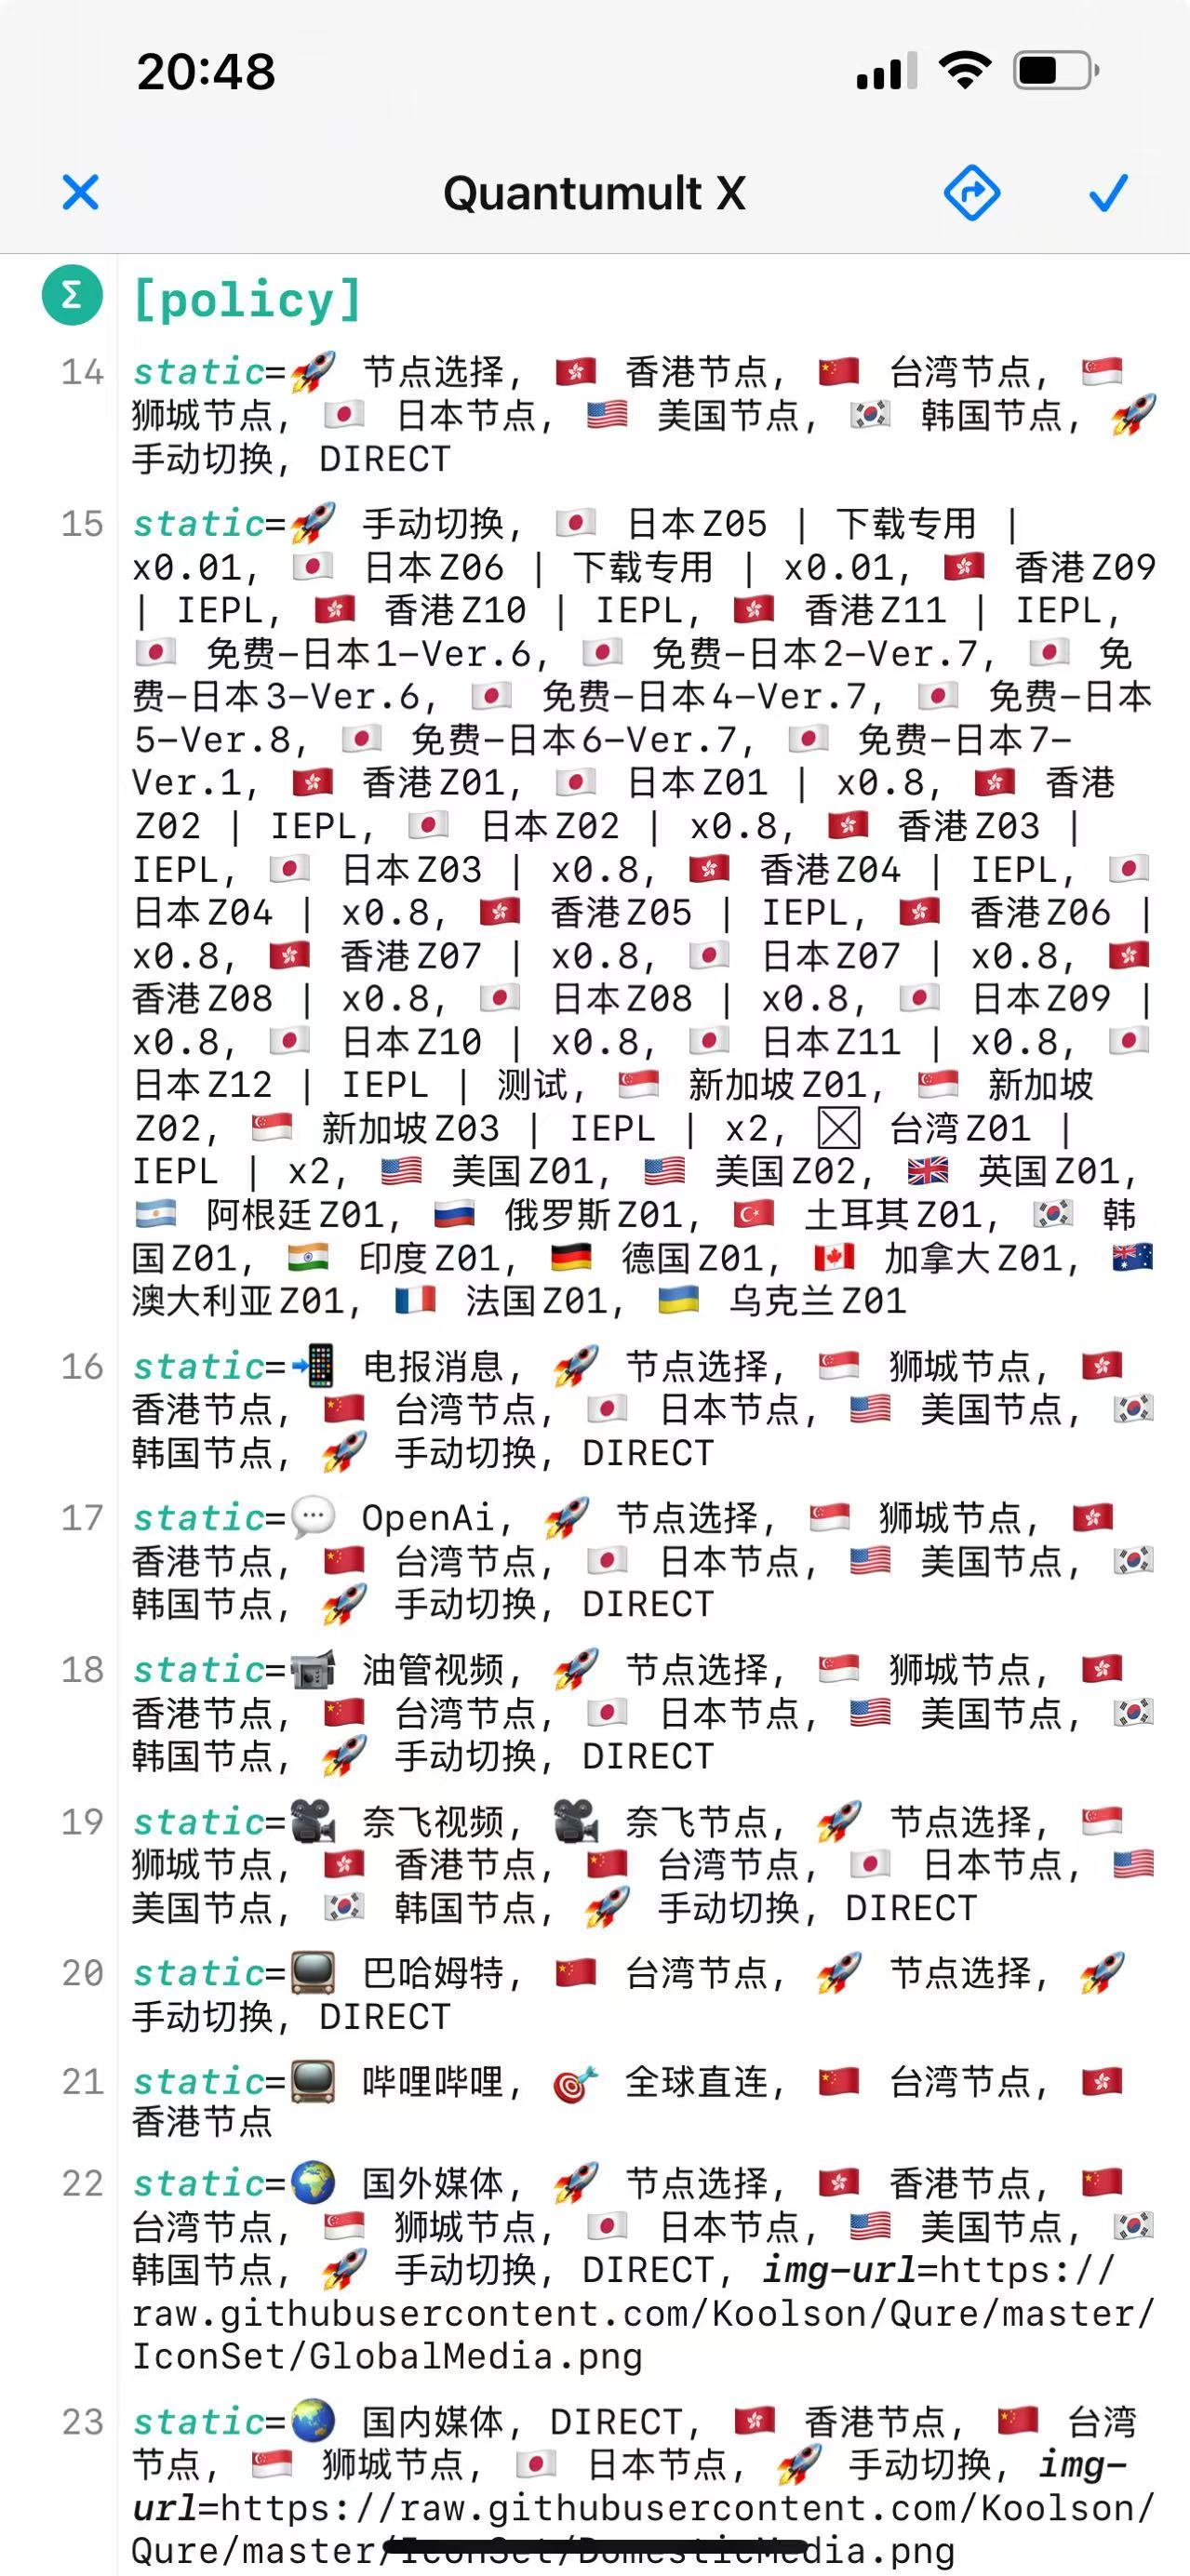 20:48
Quantumult X
Σ [policy]
14 static=🚀 节点选择, 🇭🇰 香港节点, 🇨🇳 台湾节点, 🇸🇬
狮城节点, 🇯🇵 日本节点, 🇺🇸 美国节点, 🇰🇷 韩国节点, 🚀
手动切换, DIRECT
15 static=🚀 手动切换, 🇯🇵 日本Z05 | 下载专用 |
x0.01, 🇯🇵 日本Z06 | 下载专用 | x0.01, 🇭🇰 香港Z09
| IEPL, 🇭🇰 香港Z10 | IEPL, 🇭🇰 香港Z11 | IEPL,
🇯🇵 免费-日本1-Ver.6, 🇯🇵 免费-日本2-Ver.7, 🇯🇵 免
费-日本3-Ver.6, 🇯🇵 免费-日本4-Ver.7, 🇯🇵 免费-日本
5-Ver.8, 🇯🇵 免费-日本6-Ver.7, 🇯🇵 免费-日本7-
Ver.1, 🇭🇰 香港Z01, 🇯🇵 日本Z01 | x0.8, 🇭🇰 香港
Z02 | IEPL, 🇯🇵 日本Z02 | x0.8, 🇭🇰 香港Z03 |
IEPL, 🇯🇵 日本Z03 | x0.8, 🇭🇰 香港Z04 | IEPL, 🇯🇵
日本Z04 | x0.8, 🇭🇰 香港Z05 | IEPL, 🇭🇰 香港Z06 |
x0.8, 🇭🇰 香港Z07 | x0.8, 🇯🇵 日本Z07 | x0.8, 🇭🇰
香港Z08 | x0.8, 🇯🇵 日本Z08 | x0.8, 🇯🇵 日本Z09 |
x0.8, 🇯🇵 日本Z10 | x0.8, 🇯🇵 日本Z11 | x0.8, 🇯🇵
日本Z12 | IEPL | 测试, 🇸🇬 新加坡Z01, 🇸🇬 新加坡
Z02, 🇸🇬 新加坡Z03 | IEPL | x2, 台湾Z01 |
IEPL | x2, 🇺🇸 美国Z01, 🇺🇸 美国Z02, 🇬🇧 英国Z01,
🇦🇷 阿根廷Z01, 🇷🇺 俄罗斯Z01, 🇹🇷 土耳其Z01, 🇰🇷 韩
国Z01, 🇮🇳 印度Z01, 🇩🇪 德国Z01, 🇨🇦 加拿大Z01, 🇦🇺
澳大利亚Z01, 🇫🇷 法国Z01, 🇺🇦 乌克兰Z01
16 static=📲 电报消息, 🚀 节点选择, 🇸🇬 狮城节点, 🇭🇰
香港节点, 🇨🇳 台湾节点, 🇯🇵 日本节点, 🇺🇸 美国节点, 🇰🇷
韩国节点, 🚀 手动切换, DIRECT
17 static=💬 OpenAi, 🚀 节点选择, 🇸🇬 狮城节点, 🇭🇰
香港节点, 🇨🇳 台湾节点, 🇯🇵 日本节点, 🇺🇸 美国节点, 🇰🇷
韩国节点, 🚀 手动切换, DIRECT
18 static=📹 油管视频, 🚀 节点选择, 🇸🇬 狮城节点, 🇭🇰
香港节点, 🇨🇳 台湾节点, 🇯🇵 日本节点, 🇺🇸 美国节点, 🇰🇷
韩国节点, 🚀 手动切换, DIRECT
19 static=🎥 奈飞视频, 🎥 奈飞节点, 🚀 节点选择, 🇸🇬
狮城节点, 🇭🇰 香港节点, 🇨🇳 台湾节点, 🇯🇵 日本节点, 🇺🇸
美国节点, 🇰🇷 韩国节点, 🚀 手动切换, DIRECT
20 static=📺 巴哈姆特, 🇨🇳 台湾节点, 🚀 节点选择, 🚀
手动切换, DIRECT
21 static=📺 哔哩哔哩, 🎯 全球直连, 🇨🇳 台湾节点, 🇭🇰
香港节点
22 static=🌍 国外媒体, 🚀 节点选择, 🇭🇰 香港节点, 🇨🇳
台湾节点, 🇸🇬 狮城节点, 🇯🇵 日本节点, 🇺🇸 美国节点, 🇰🇷
韩国节点, 🚀 手动切换, DIRECT, img-url=https://
raw.githubusercontent.com/Koolson/Qure/master/
IconSet/GlobalMedia.png
23 static=🌏 国内媒体, DIRECT, 🇭🇰 香港节点, 🇨🇳 台湾
节点, 🇸🇬 狮城节点, 🇯🇵 日本节点, 🚀 手动切换, img-
url=https://raw.githubusercontent.com/Koolson/
Qure/master/IconSet/DomesticMedia.png